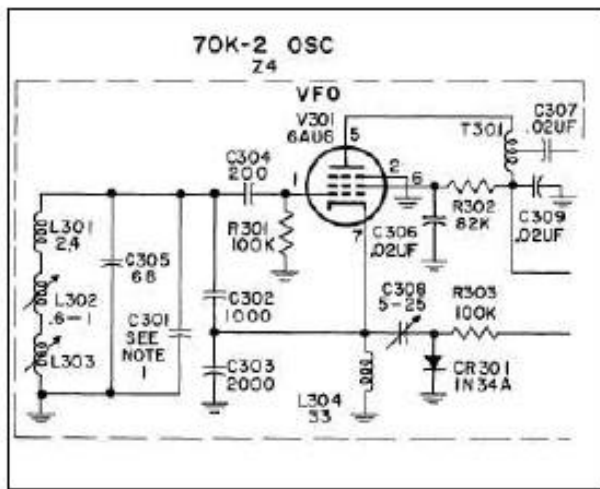 70K-2 OSC
Z4
VFO
V301
6AU6
5
T301
C307
.02UF
C304
200
1
2
6
7
R301
100K
C306
.02UF
R302
82K
C309
.02UF
L301
2.4
L302
.6-1
L303
C305
68
C301
SEE
NOTE
1
C302
1000
C303
2000
L304
33
C308
5-25
R303
100K
CR301
1N34A